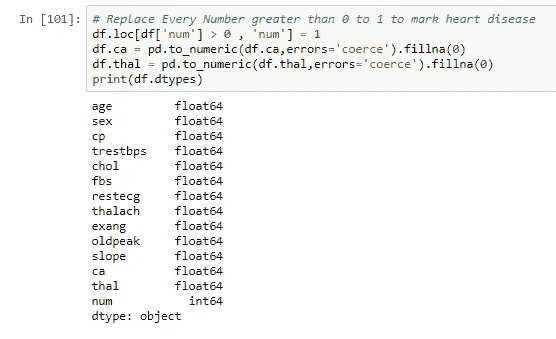 In [101]: # Replace Every Number greater than 0 to 1 to mark heart disease
df.loc[df['num'] > 0 , 'num'] = 1
df.ca = pd.to_numeric(df.ca,errors='coerce').fillna(0)
df.thal = pd.to_numeric(df.thal,errors='coerce').fillna(0)
print(df.dtypes)
age float64
sex float64
cp float64
trestbps float64
chol float64
fbs float64
restecg float64
thalach float64
exang float64
oldpeak float64
slope float64
ca float64
thal float64
num int64
dtype: object